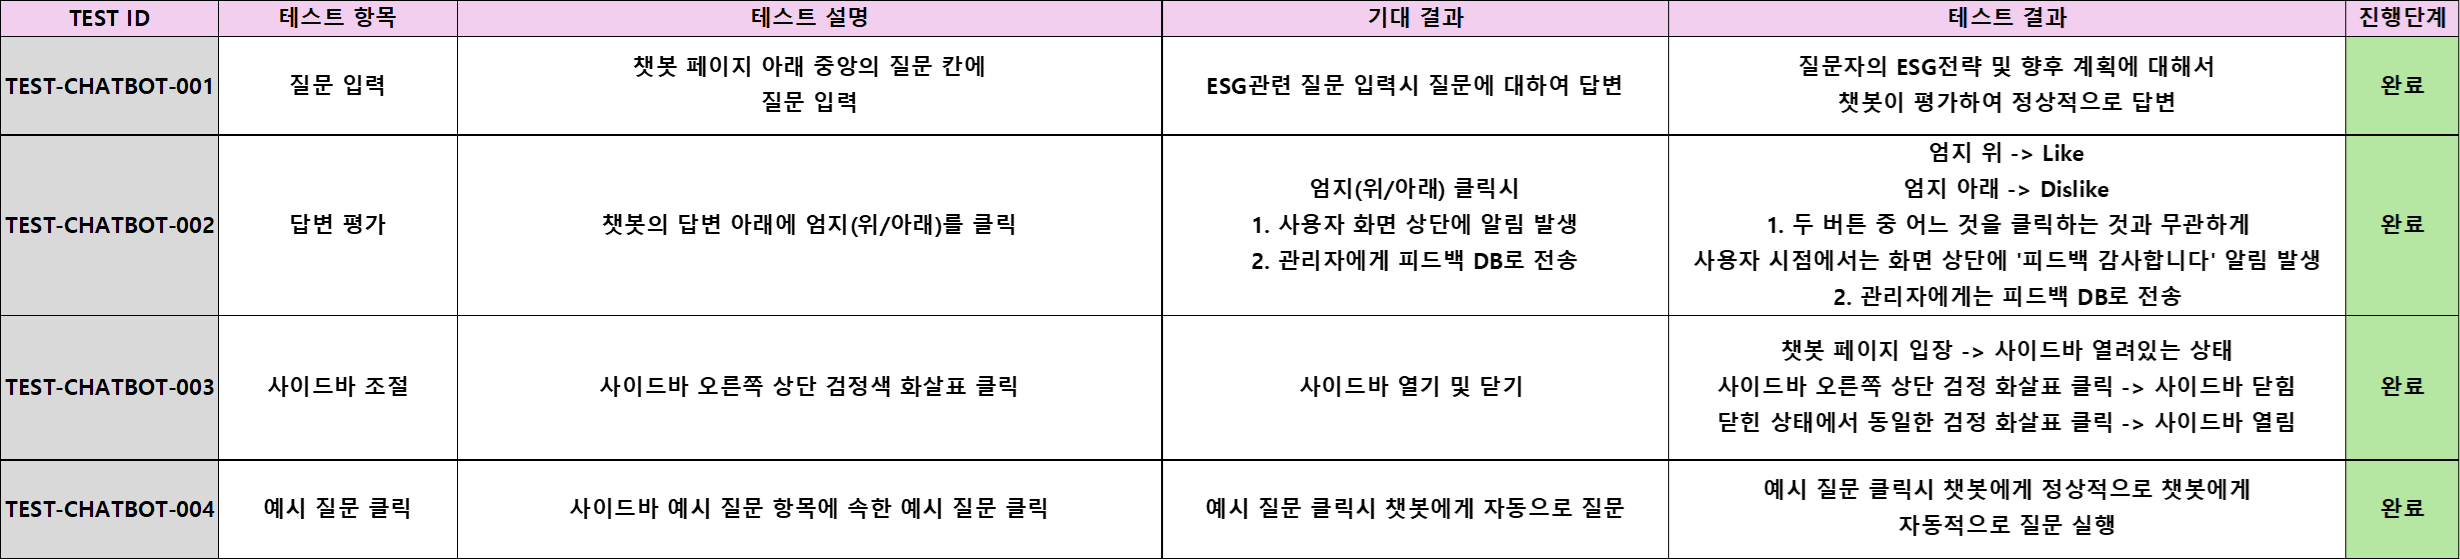 TEST ID 테스트 항목 테스트 설명 기대 결과 테스트 결과 진행단계
TEST-CHATBOT-001
질문 입력
챗봇 페이지 아래 중앙의 질문 칸에
질문 입력
ESG관련 질문 입력시 질문에 대하여 답변
질문자의 ESG전략 및 향후 계획에 대해서
챗봇이 평가하여 정상적으로 답변
완료
TEST-CHATBOT-002
답변 평가
챗봇의 답변 아래에 엄지(위/아래)를 클릭
엄지(위/아래) 클릭시
1. 사용자 화면 상단에 알림 발생
2. 관리자에게 피드백 DB로 전송
엄지 위 -> Like
엄지 아래 -> Dislike
1. 두 버튼 중 어느 것을 클릭하는 것과 무관하게
사용자 시점에서는 화면 상단에 '피드백 감사합니다' 알림 발생
2. 관리자에게는 피드백 DB로 전송
완료
TEST-CHATBOT-003
사이드바 조절
사이드바 오른쪽 상단 검정색 화살표 클릭
사이드바 열기 및 닫기
챗봇 페이지 입장 -> 사이드바 열려있는 상태
사이드바 오른쪽 상단 검정 화살표 클릭 -> 사이드바 닫힘
닫힌 상태에서 동일한 검정 화살표 클릭 -> 사이드바 열림
완료
TEST-CHATBOT-004
예시 질문 클릭
사이드바 예시 질문 항목에 속한 예시 질문 클릭
예시 질문 클릭시 챗봇에게 자동으로 질문
예시 질문 클릭시 챗봇에게 정상적으로 챗봇에게
자동적으로 질문 실행
완료